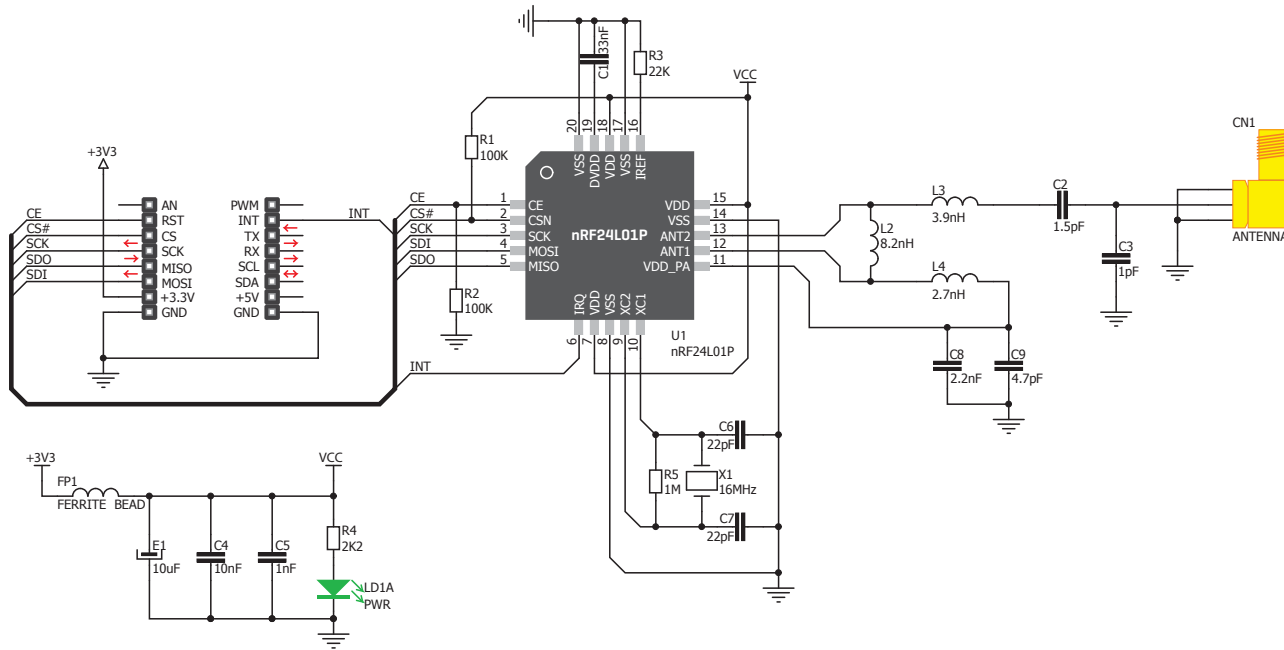 C1 33nF
R3
22K
VCC
20
19
18
17
16
VSS
DVDD
VDD
VSS
IREF
R1
100K
CN1
ANTENNA
+3V3
AN
RST
CS
SCK
MISO
MOSI
+3.3V
GND
PWM
INT
TX
RX
SCL
SDA
+5V
GND
CE
CS#
SCK
SDO
SDI
INT
CE
CS#
SCK
SDI
SDO
1
2
3
4
5
CE
CSN
SCK
MOSI
MISO
nRF24L01P
VDD
VSS
ANT2
ANT1
VDD_PA
15
14
13
12
11
IRQ
VDD
VSS
XC2
XC1
6
7
8
9
10
U1
nRF24L01P
R2
100K
INT
L3
3.9nH
L2
8.2nH
L4
2.7nH
C2
1.5pF
C3
1pF
C8
2.2nF
C9
4.7pF
C6
22pF
R5
1M
X1
16MHz
C7
22pF
+3V3
FP1
FERRITE BEAD
VCC
E1
10uF
C4
10nF
C5
1nF
R4
2K2
LD1A
PWR